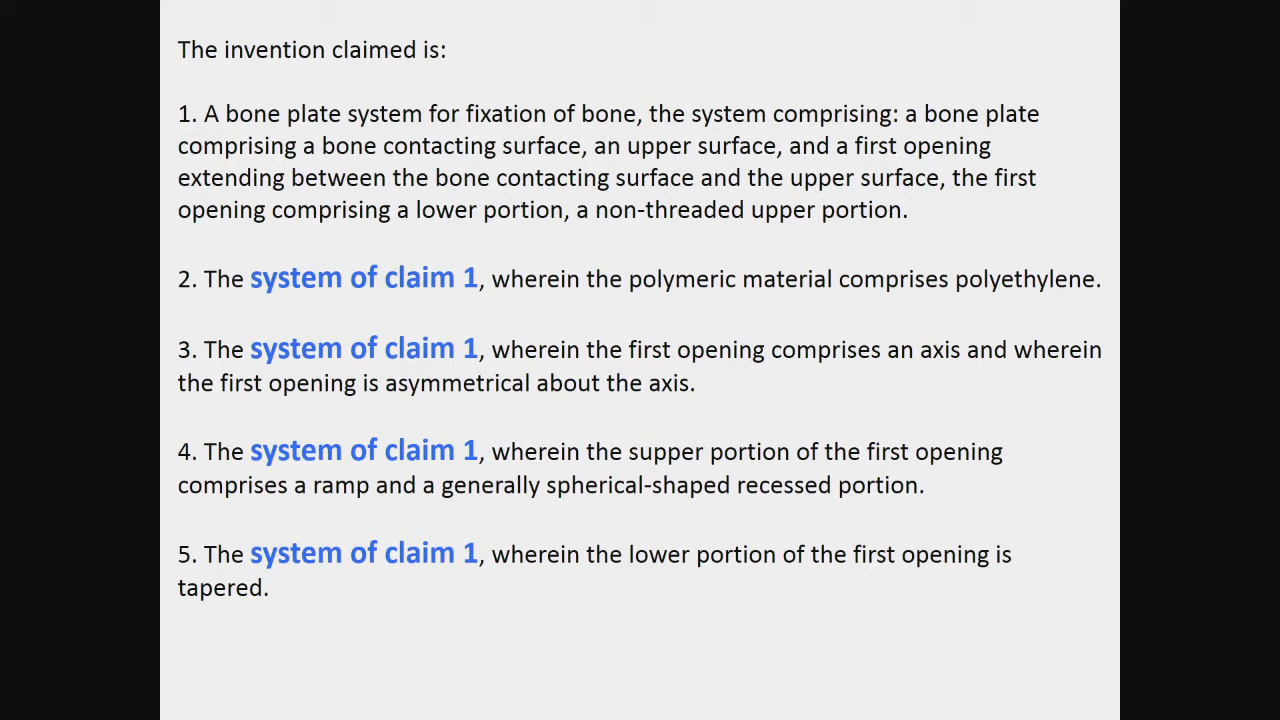 The invention claimed is:
1. A bone plate system for fixation of bone, the system comprising: a bone plate
comprising a bone contacting surface, an upper surface, and a first opening
extending between the bone contacting surface and the upper surface, the first
opening comprising a lower portion, a non-threaded upper portion.
2. The system of claim 1, wherein the polymeric material comprises polyethylene.
3. The system of claim 1, wherein the first opening comprises an axis and wherein
the first opening is asymmetrical about the axis.
4. The system of claim 1, wherein the supper portion of the first opening
comprises a ramp and a generally spherical-shaped recessed portion.
5. The system of claim 1, wherein the lower portion of the first opening is
tapered.